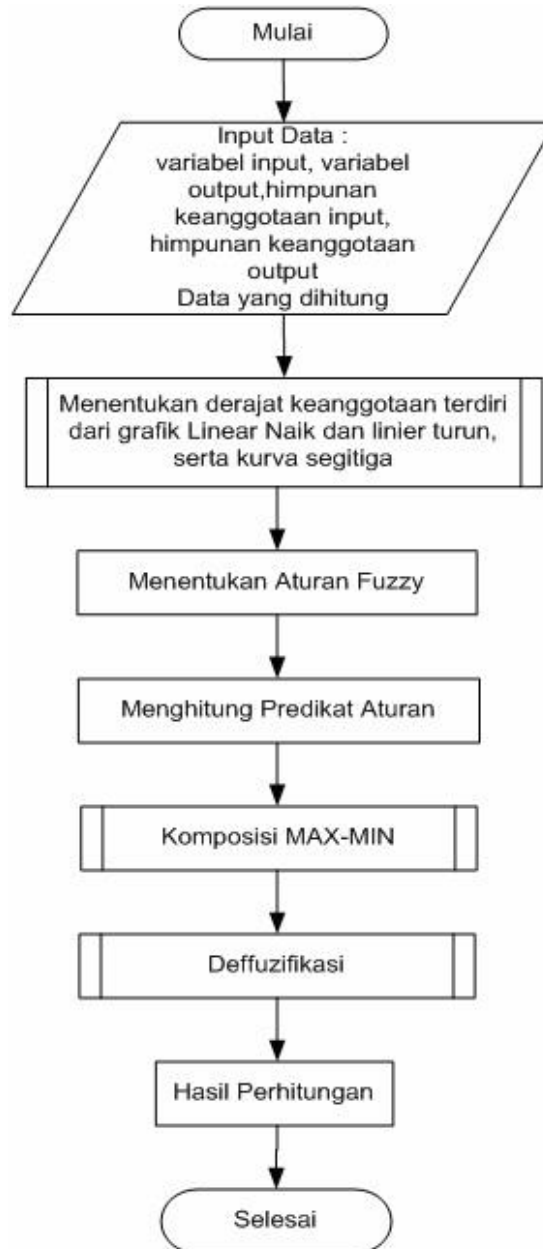 Mulai
Input Data :
variabel input, variabel
output,himpunan
keanggotaan input,
himpunan keanggotaan
output
Data yang dihitung
Menentukan derajat keanggotaan terdiri
dari grafik Linear Naik dan linier turun,
serta kurva segitiga
Menentukan Aturan Fuzzy
Menghitung Predikat Aturan
Komposisi MAX-MIN
Deffuzifikasi
Hasil Perhitungan
Selesai